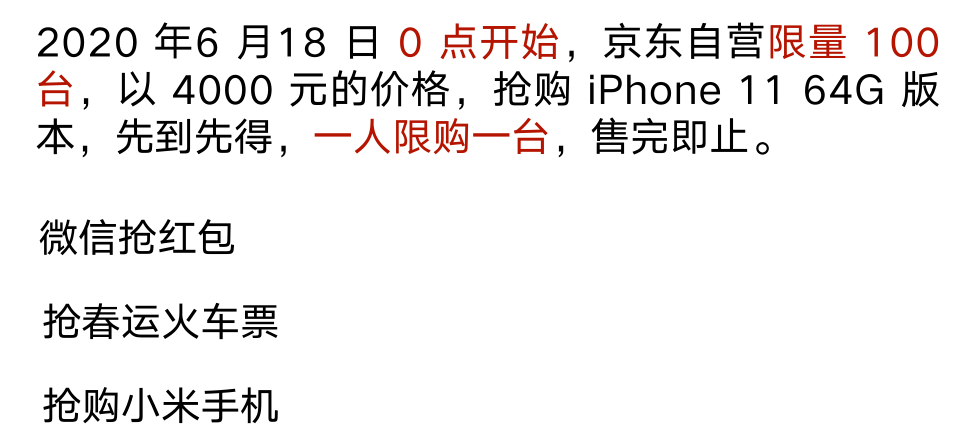 2020 年6 月18 日 0 点开始，京东自营限量 100
台，以 4000 元的价格，抢购 iPhone 11 64G 版
本，先到先得，一人限购一台，售完即止。
微信抢红包
抢春运火车票
抢购小米手机